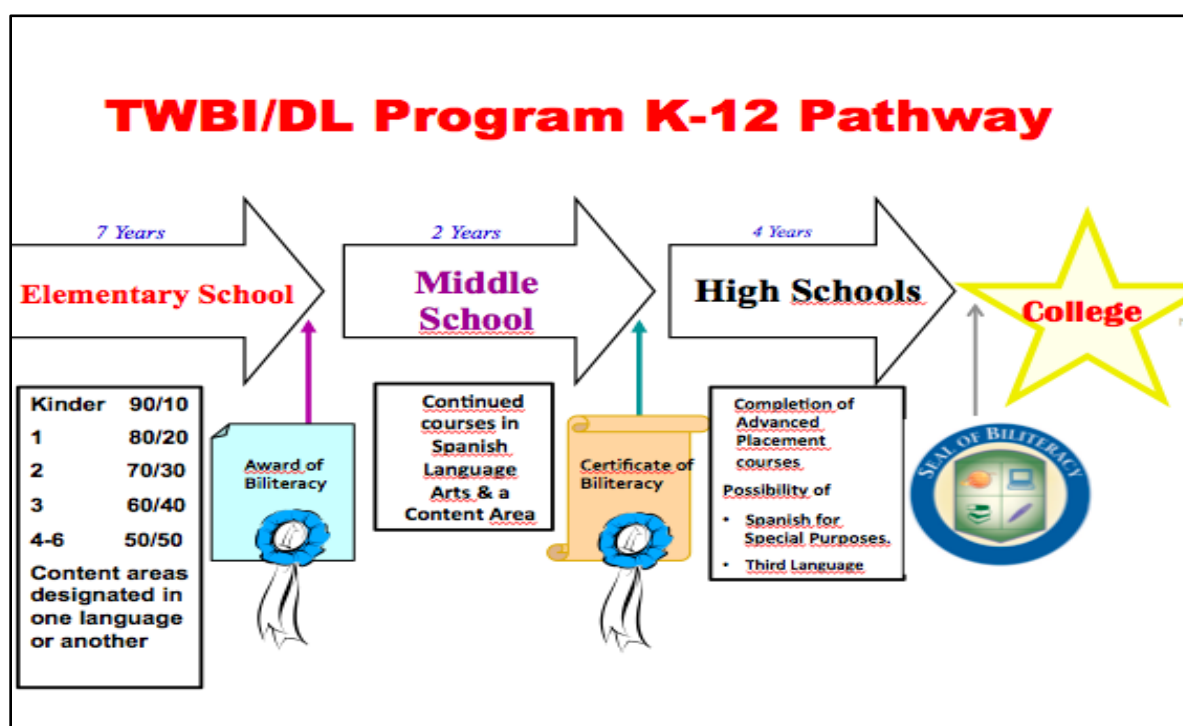 TWBI/DL Program K-12 Pathway
7 Years
Elementary School
2 Years
Middle
School
4 Years
High Schools
College
Kinder 90/10
1 80/20
2 70/30
3 60/40
4-6 50/50
Content areas
designated in
one language
or another
Award of
Biliteracy
Continued
courses in
Spanish
Language
Arts & a
Content Area
Certificate of
Biliteracy
Completion of
Advanced
Placement
courses
Possibility of
• Spanish for
Special Purposes.
• Third Language
SEAL OF BILITERACY